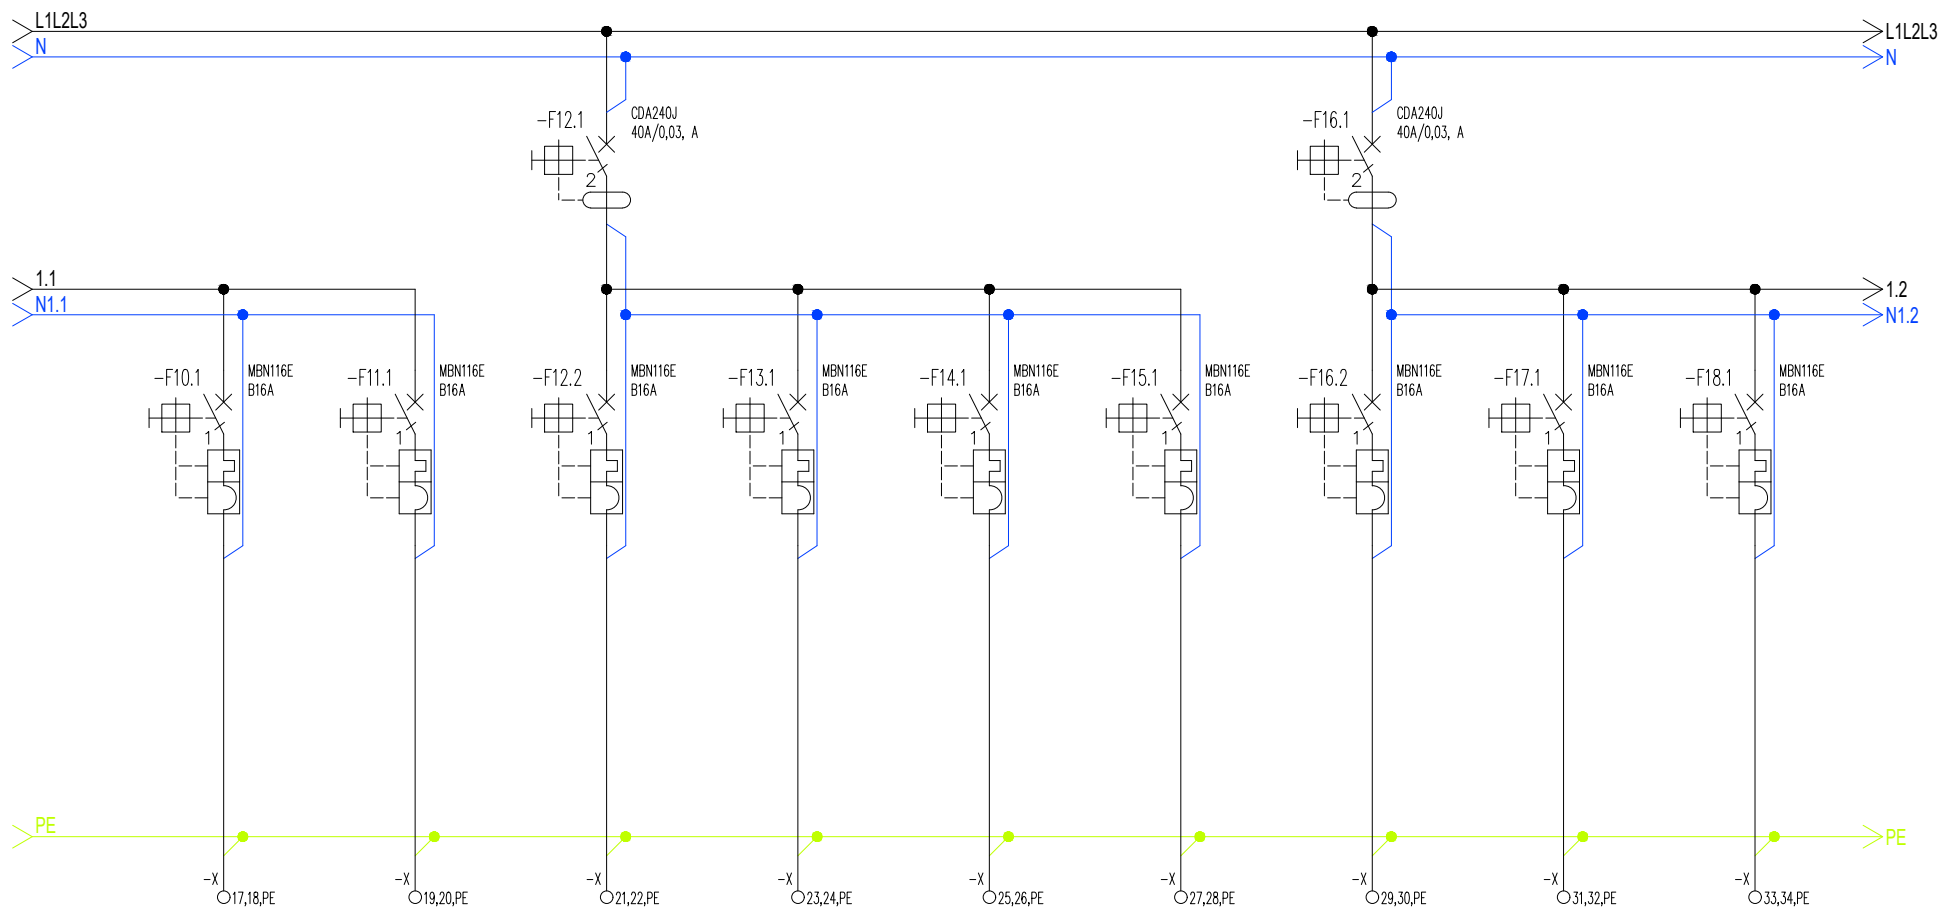 L1L2L3
L1L2L3
N
N
-F12.1
CDA240J
40A/0,03, A
2
-F16.1
CDA240J
40A/0,03, A
2
1.1
1.2
N1.1
N1.2
-F10.1
MBN116E
B16A
1
-F11.1
MBN116E
B16A
1
-F12.2
MBN116E
B16A
1
-F13.1
MBN116E
B16A
1
-F14.1
MBN116E
B16A
1
-F15.1
MBN116E
B16A
1
-F16.2
MBN116E
B16A
1
-F17.1
MBN116E
B16A
1
-F18.1
MBN116E
B16A
1
PE
PE
-X
17,18,PE
-X
19,20,PE
-X
21,22,PE
-X
23,24,PE
-X
25,26,PE
-X
27,28,PE
-X
29,30,PE
-X
31,32,PE
-X
33,34,PE